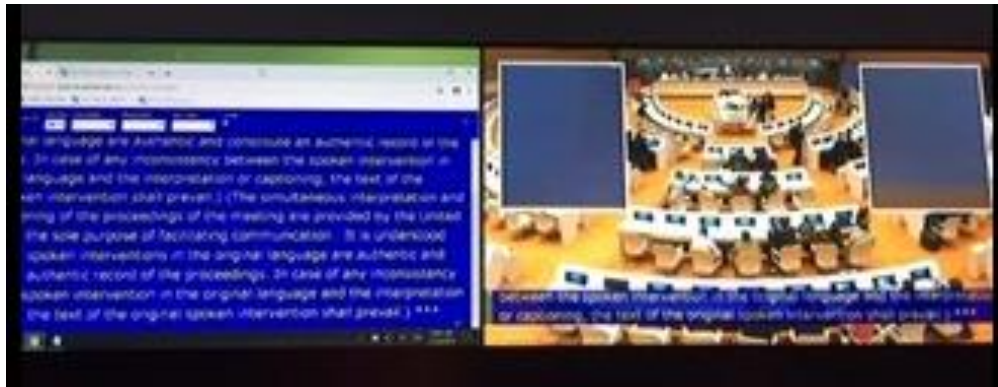 language are authentic and constitute an authentic record of the
. In case of any inconsistency between the spoken intervention in
language and the interpretation or captioning, the text of the
intervention shall prevail.) (The simultaneous interpretation and
of the proceedings of the meeting are provided by the United
the sole purpose of facilitating communication. It is understood
spoken interventions in the original language are authentic and
authentic record of the proceedings. In case of any inconsistency
spoken intervention in the original language and the interpretation
the text of the original spoken intervention shall prevail.) ***
between the spoken intervention in the original language and the
or captioning, the text of the original spoken intervention shall prevail.) ***